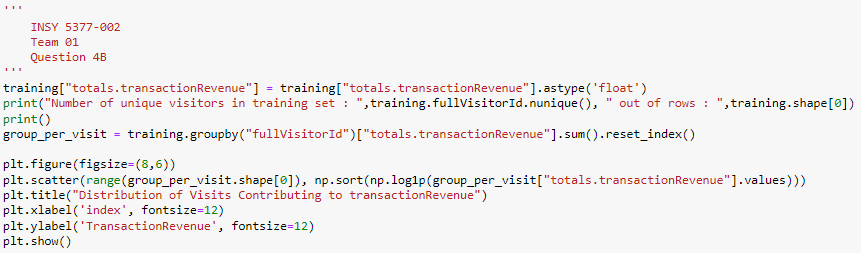 '''
    INSY 5377-002
    Team 01
    Question 4B
'''
training["totals.transactionRevenue"] = training["totals.transactionRevenue"].astype('float')
print("Number of unique visitors in training set : ",training.fullVisitorId.nunique(), " out of rows : ",training.shape[0])
print()
group_per_visit = training.groupby("fullVisitorId")["totals.transactionRevenue"].sum().reset_index()

plt.figure(figsize=(8,6))
plt.scatter(range(group_per_visit.shape[0]), np.sort(np.log1p(group_per_visit["totals.transactionRevenue"].values)))
plt.title("Distribution of Visits Contributing to transactionRevenue")
plt.xlabel('index', fontsize=12)
plt.ylabel('TransactionRevenue', fontsize=12)
plt.show()